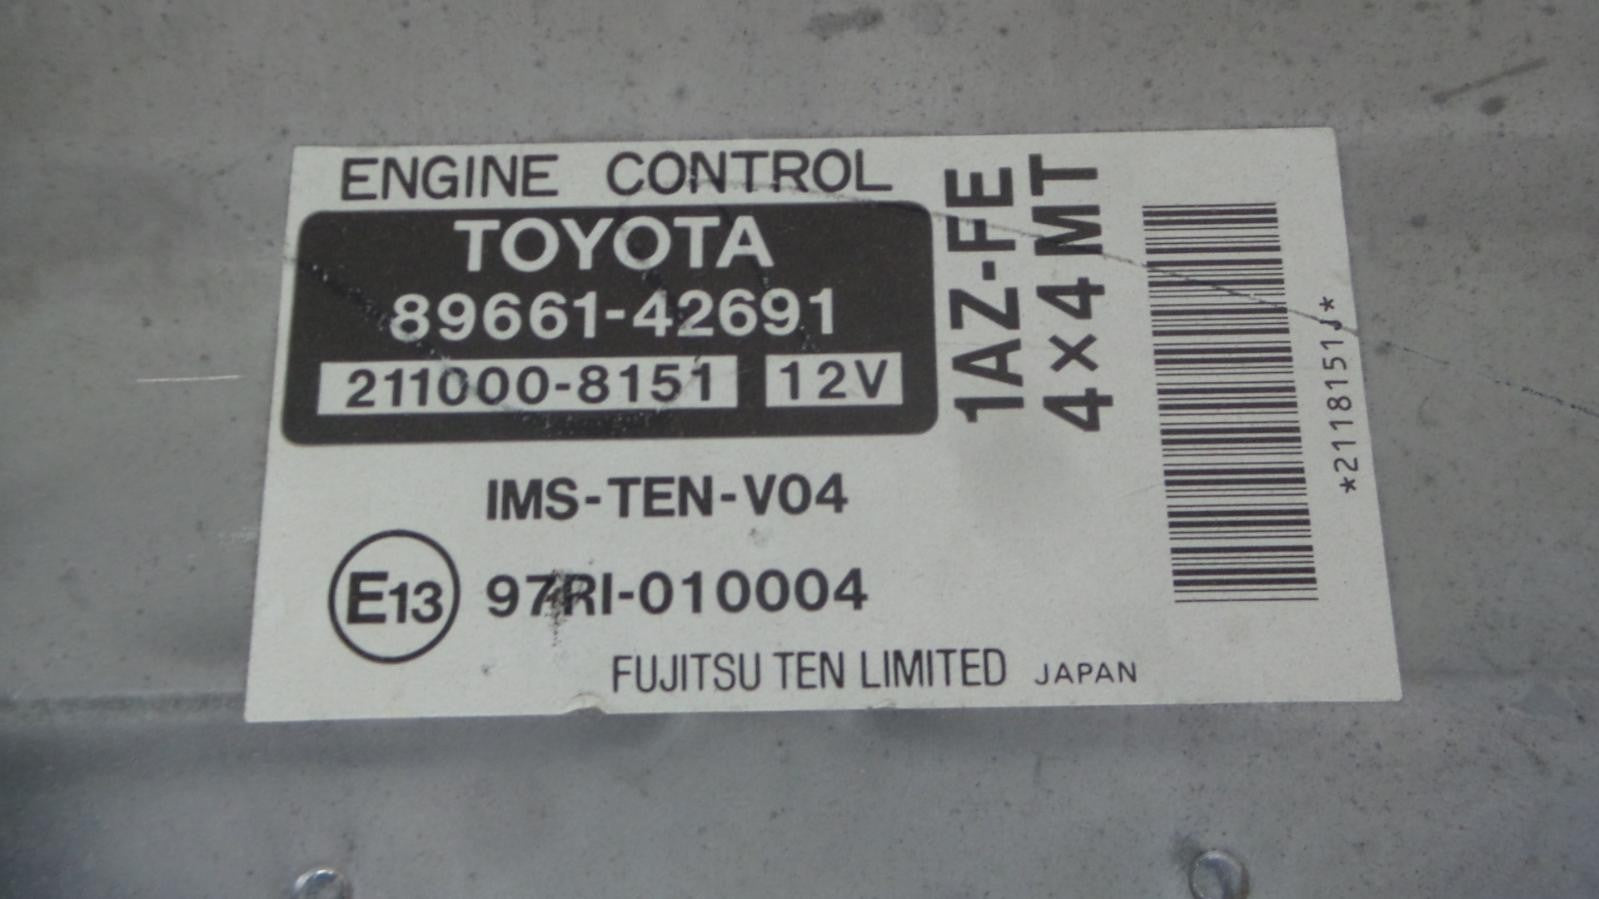 ENGINE CONTROL
TOYOTA
89661-42691
211000-8151 12V
1AZ-FE
4×4 MT
IMS-TEN-V04
E13 97RI-010004
FUJITSU TEN LIMITED JAPAN
*2118151J*